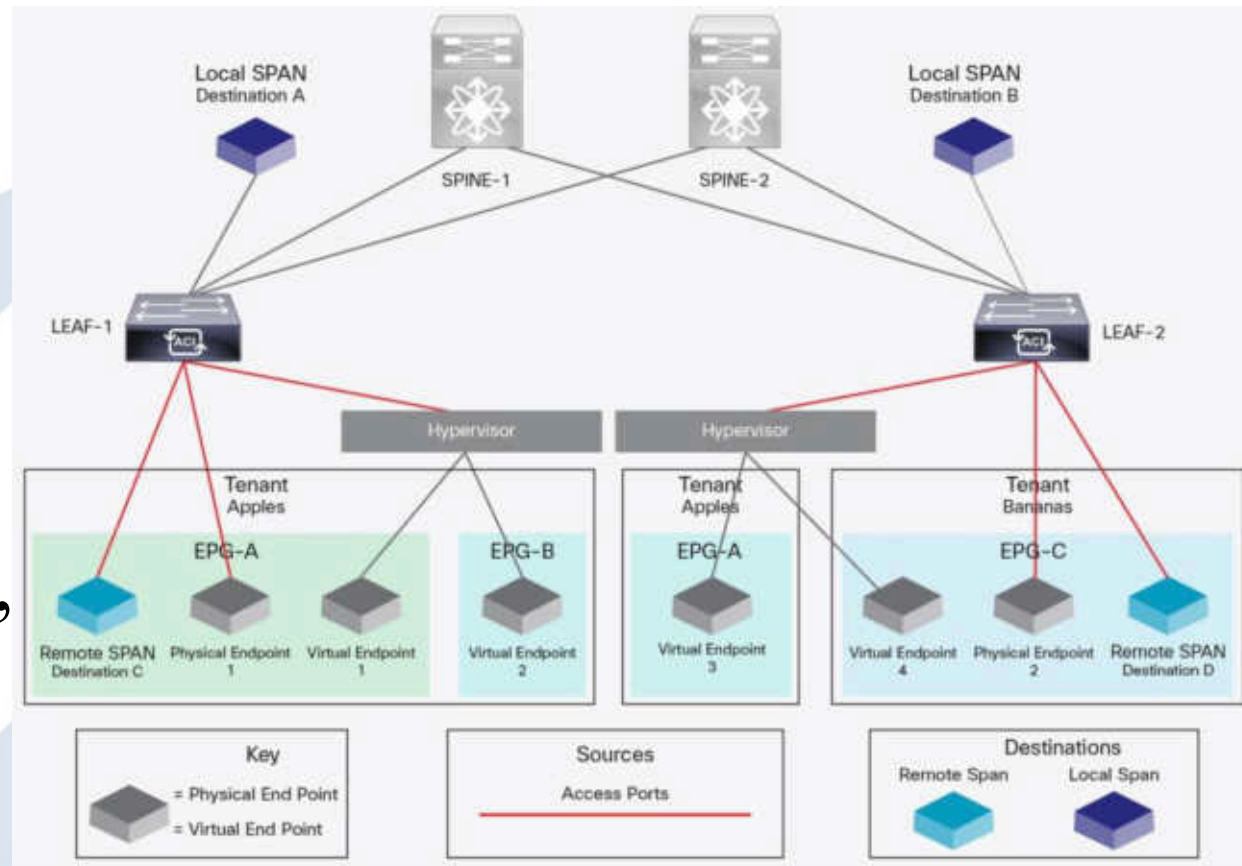 Local SPAN
Destination A
Local SPAN
Destination B
SPINE-1
SPINE-2
LEAF-1
ACI
LEAF-2
ACI
Hypervisor
Hypervisor
Tenant
Apples
Tenant
Apples
Tenant
Bananas
EPG-A
EPG-B
EPG-A
EPG-C
Remote SPAN
Destination C
Physical Endpoint
1
Virtual Endpoint
1
Virtual Endpoint
2
Virtual Endpoint
3
Virtual Endpoint
4
Physical Endpoint
2
Remote SPAN
Destination D
Key
= Physical End Point
= Virtual End Point
Sources
Access Ports
Destinations
Remote Span
Local Span